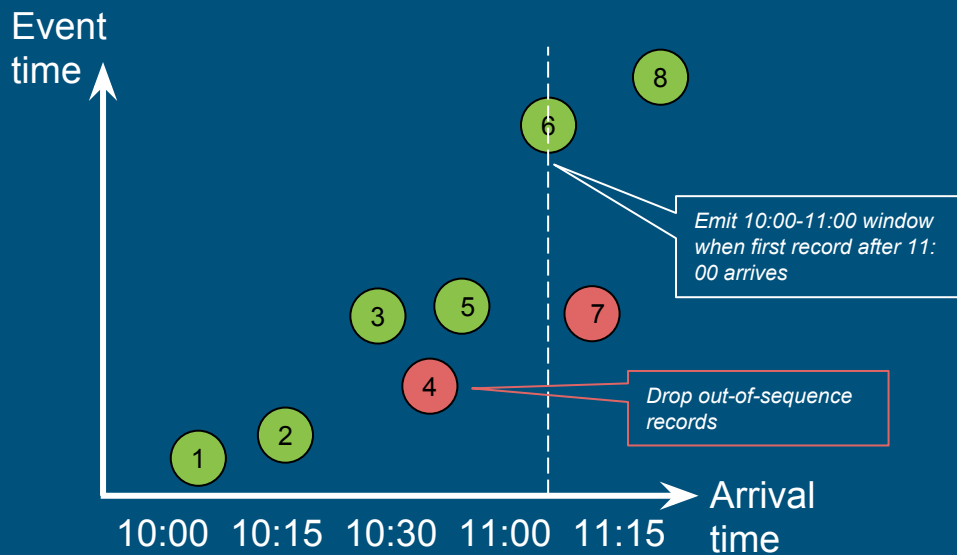 Event
time
8
6
Emit 10:00-11:00 window
when first record after 11:
00 arrives
3
5
7
4
Drop out-of-sequence
records
2
1
Arrival
time
10:00 10:15 10:30 11:00 11:15